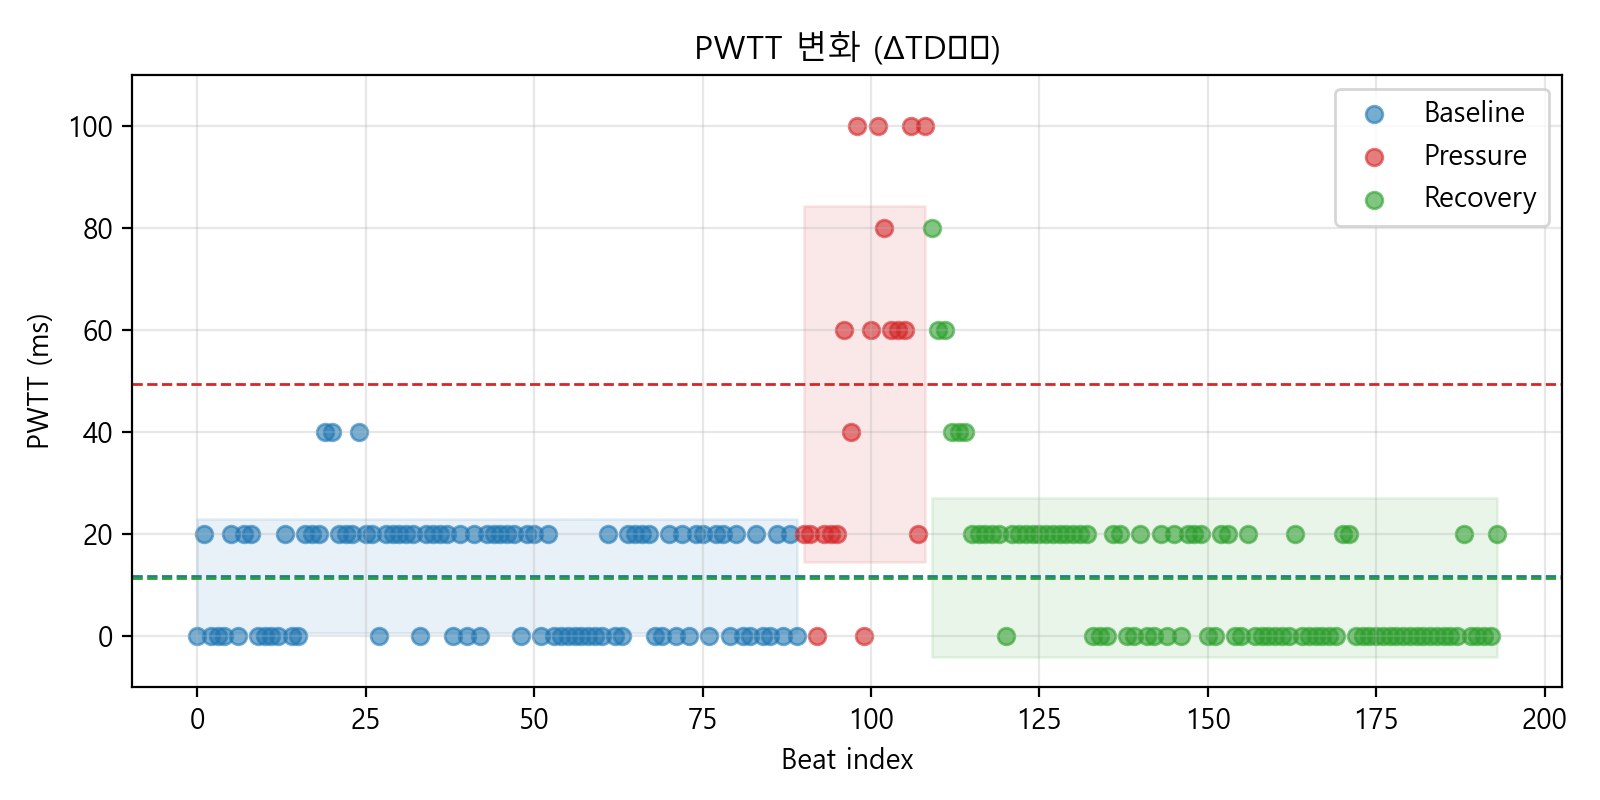 PWTT 변화 (ΔTD▯▯)
PWTT (ms)
100
80
60
40
20
0
Baseline
Pressure
Recovery
0 25 50 75 100 125 150 175 200
Beat index